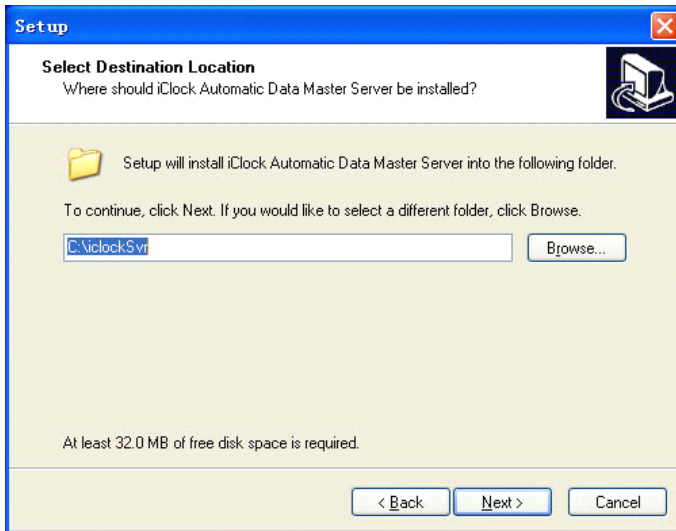 Setup
Select Destination Location
Where should iClock Automatic Data Master Server be installed?
Setup will install iClock Automatic Data Master Server into the following folder.
To continue, click Next. If you would like to select a different folder, click Browse.
C:\iclockSvr
Browse...
At least 32.0 MB of free disk space is required.
< Back
Next >
Cancel